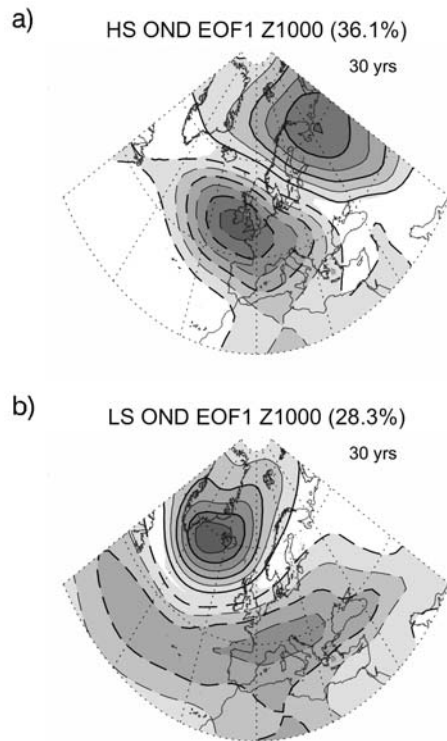 a)
HS OND EOF1 Z1000 (36.1%)
30 yrs
b)
LS OND EOF1 Z1000 (28.3%)
30 yrs